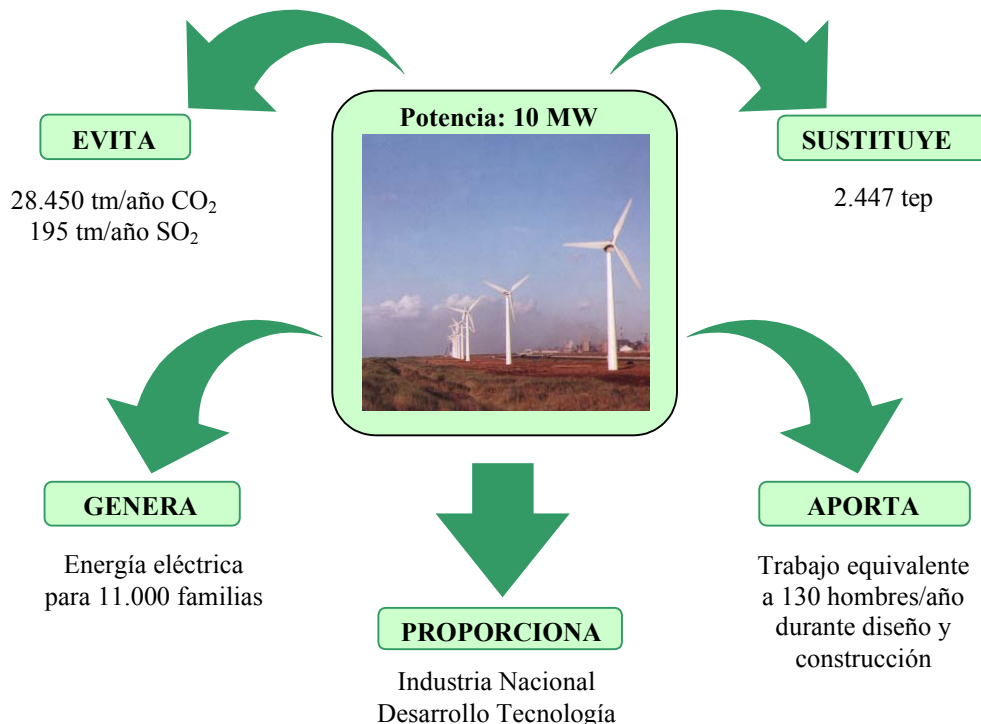 Potencia: 10 MW
EVITA
28.450 tm/año CO₂
195 tm/año SO₂
SUSTITUYE
2.447 tep
GENERA
Energía eléctrica
para 11.000 familias
PROPORCIONA
Industria Nacional
Desarrollo Tecnología
APORTA
Trabajo equivalente
a 130 hombres/año
durante diseño y
construcción